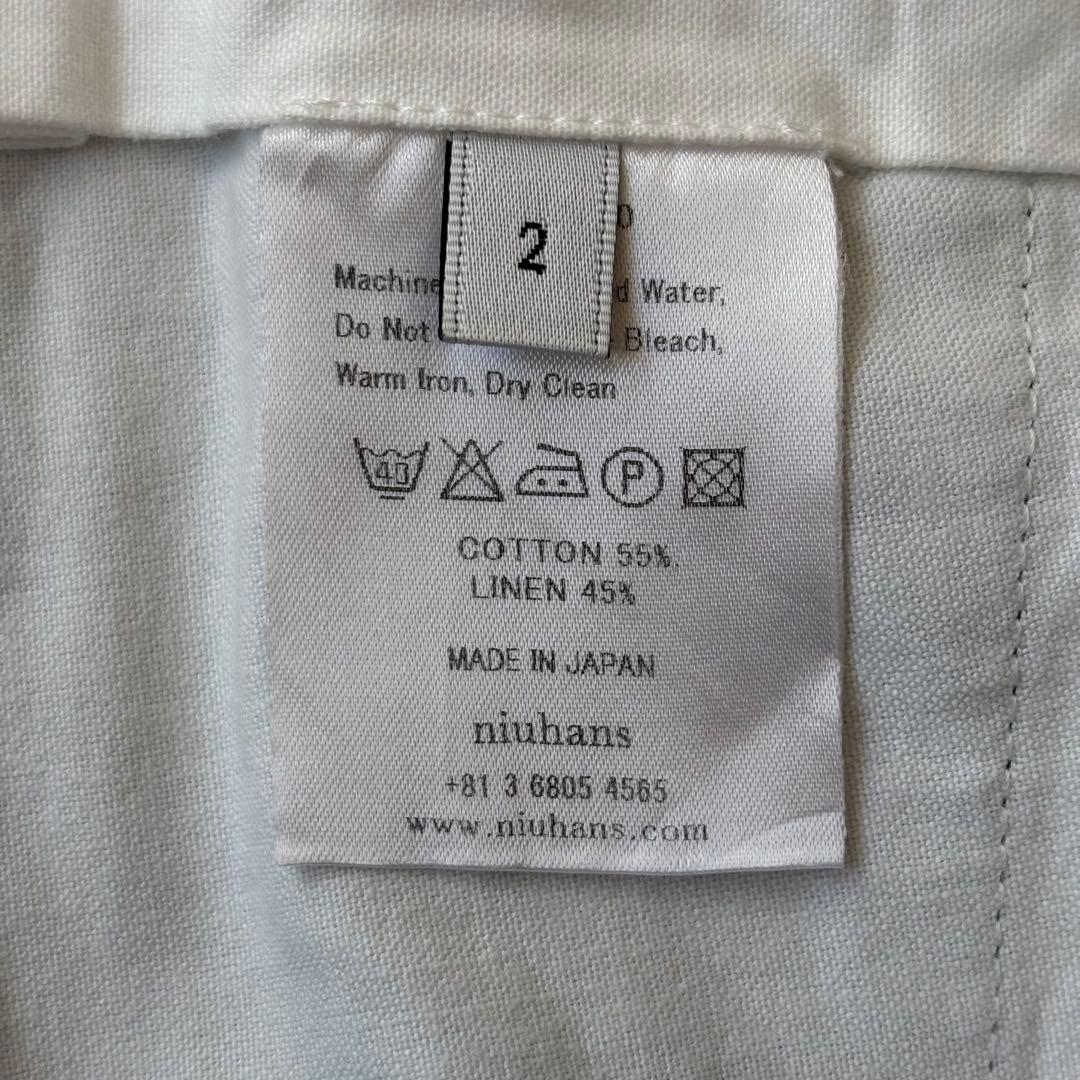 2
0
Machine d Water,
Do Not Bleach,
Warm Iron, Dry Clean
40 P
COTTON 55%.
LINEN 45%
MADE IN JAPAN
niuhans
+81 3 6805 4565
www.niuhans.com